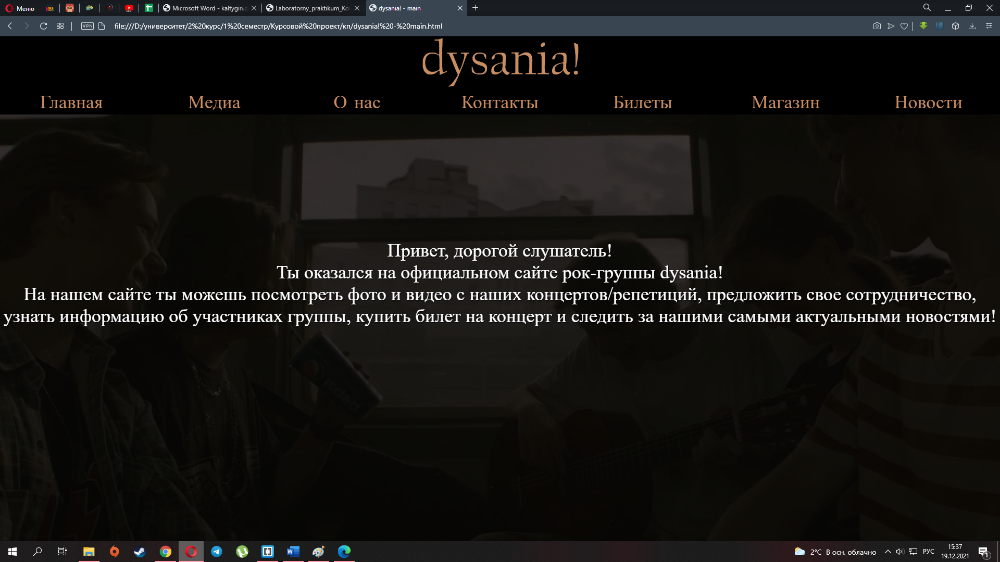 Меню
Microsoft Word - kaltygin.d
Laboratorny_praktikum_Ko
dysania! - main
VPN
file:///D:/университет/2%20курс/1%20семестр/Курсовой%20проект/кп/dysania!%20-%20main.html
dysania!
Главная Медиа О нас Контакты Билеты Магазин Новости
Привет, дорогой слушатель!
Ты оказался на официальном сайте рок-группы dysania!
На нашем сайте ты можешь посмотреть фото и видео с наших концертов/репетиций, предложить свое сотрудничество,
узнать информацию об участниках группы, купить билет на концерт и следить за нашими самыми актуальными новостями!
pepsi
2°C В осн. облачно
РУС
15:37
19.12.2021
1